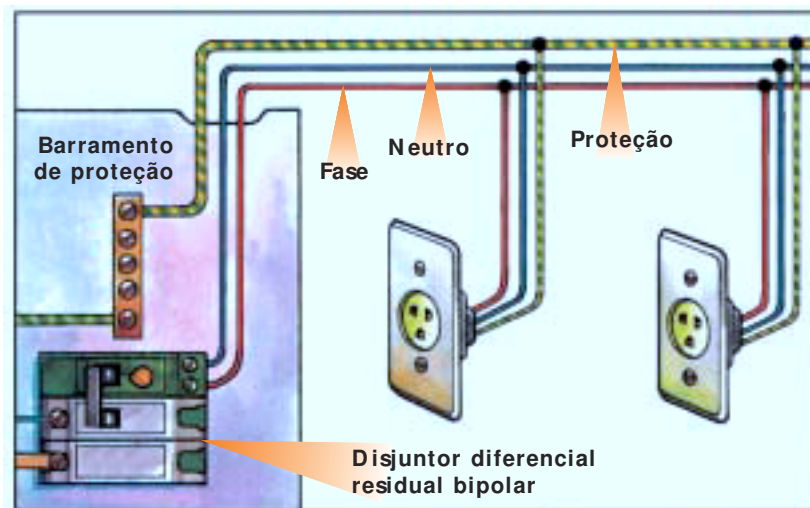 Barramento
de proteção
Fase
Neutro
Proteção
Disjuntor diferencial
residual bipolar